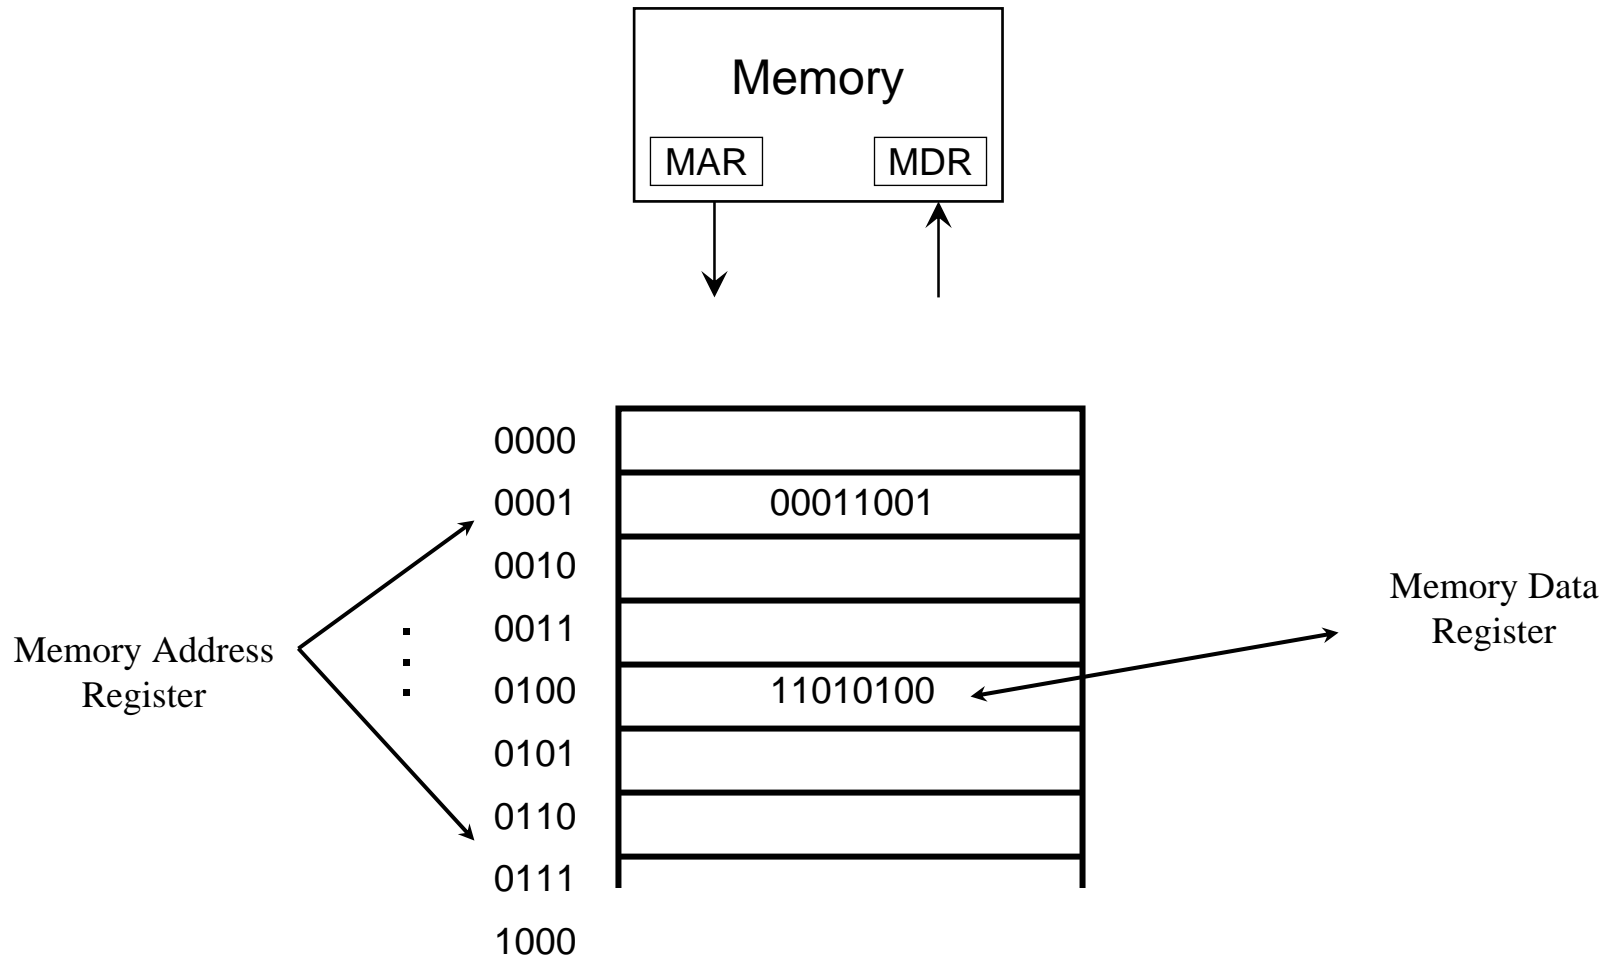 Memory
MAR MDR
0000
0001 00011001
0010
0011
0100 11010100
0101
0110
0111
1000
Memory Address
Register
Memory Data
Register